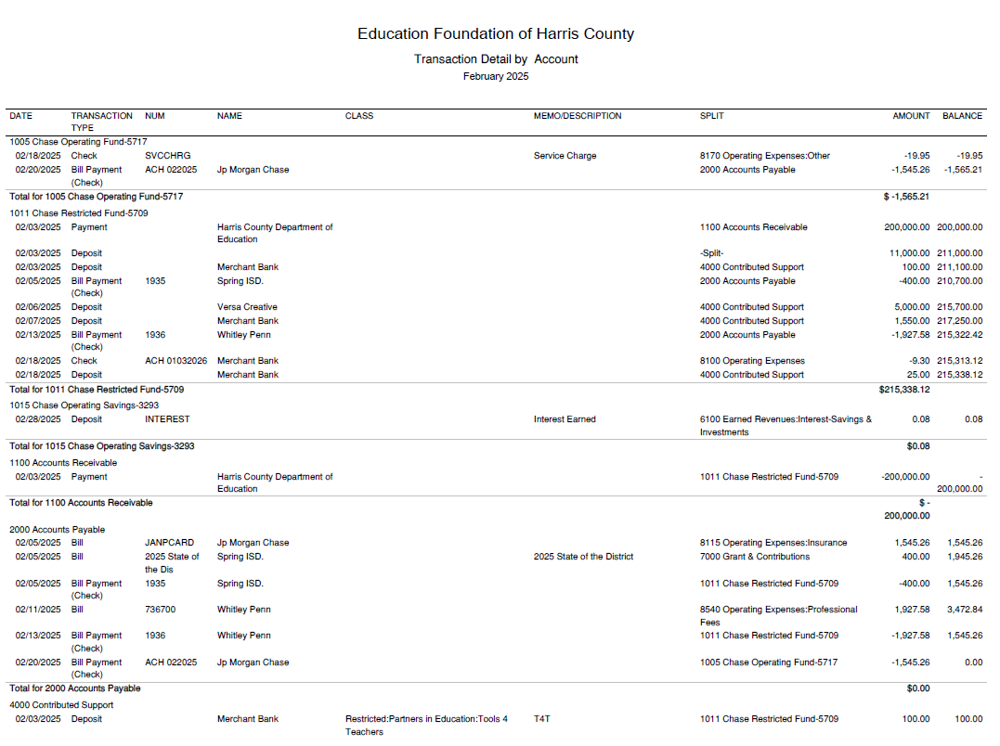 Education Foundation of Harris County
Transaction Detail by Account
February 2025
DATE TRANSACTION NUM NAME CLASS MEMO/DESCRIPTION SPLIT AMOUNT BALANCE
TYPE
1005 Chase Operating Fund-5717
02/18/2025 Check SVCCHRG Service Charge 8170 Operating Expenses:Other -19.95 -19.95
02/20/2025 Bill Payment ACH 022025 Jp Morgan Chase 2000 Accounts Payable -1,545.26 -1,565.21
(Check)
Total for 1005 Chase Operating Fund-5717 $ -1,565.21
1011 Chase Restricted Fund-5709
02/03/2025 Payment Harris County Department of 1100 Accounts Receivable 200,000.00 200,000.00
Education
02/03/2025 Deposit -Split- 11,000.00 211,000.00
02/03/2025 Deposit Merchant Bank 4000 Contributed Support 100.00 211,100.00
02/05/2025 Bill Payment 1935 Spring ISD. 2000 Accounts Payable -400.00 210,700.00
(Check)
02/06/2025 Deposit Versa Creative 4000 Contributed Support 5,000.00 215,700.00
02/07/2025 Deposit Merchant Bank 4000 Contributed Support 1,550.00 217,250.00
02/13/2025 Bill Payment 1936 Whitley Penn 2000 Accounts Payable -1,927.58 215,322.42
(Check)
02/18/2025 Check ACH 01032026 Merchant Bank 8100 Operating Expenses -9.30 215,313.12
02/18/2025 Deposit Merchant Bank 4000 Contributed Support 25.00 215,338.12
Total for 1011 Chase Restricted Fund-5709 $215,338.12
1015 Chase Operating Savings-3293
02/28/2025 Deposit INTEREST Interest Earned 6100 Earned Revenues:Interest-Savings & 0.08 0.08
Investments
Total for 1015 Chase Operating Savings-3293 $0.08
1100 Accounts Receivable
02/03/2025 Payment Harris County Department of 1011 Chase Restricted Fund-5709 -200,000.00 -
Education 200,000.00
Total for 1100 Accounts Receivable $ -
200,000.00
2000 Accounts Payable
02/05/2025 Bill JANPCARD Jp Morgan Chase 8115 Operating Expenses:Insurance 1,545.26 1,545.26
02/05/2025 Bill 2025 State of Spring ISD. 2025 State of the District 7000 Grant & Contributions 400.00 1,945.26
the Dis
02/05/2025 Bill Payment 1935 Spring ISD. 1011 Chase Restricted Fund-5709 -400.00 1,545.26
(Check)
02/11/2025 Bill 736700 Whitley Penn 8540 Operating Expenses:Professional 1,927.58 3,472.84
Fees
02/13/2025 Bill Payment 1936 Whitley Penn 1011 Chase Restricted Fund-5709 -1,927.58 1,545.26
(Check)
02/20/2025 Bill Payment ACH 022025 Jp Morgan Chase 1005 Chase Operating Fund-5717 -1,545.26 0.00
(Check)
Total for 2000 Accounts Payable $0.00
4000 Contributed Support
02/03/2025 Deposit Merchant Bank Restricted:Partners in Education:Tools 4 T4T 1011 Chase Restricted Fund-5709 100.00 100.00
Teachers